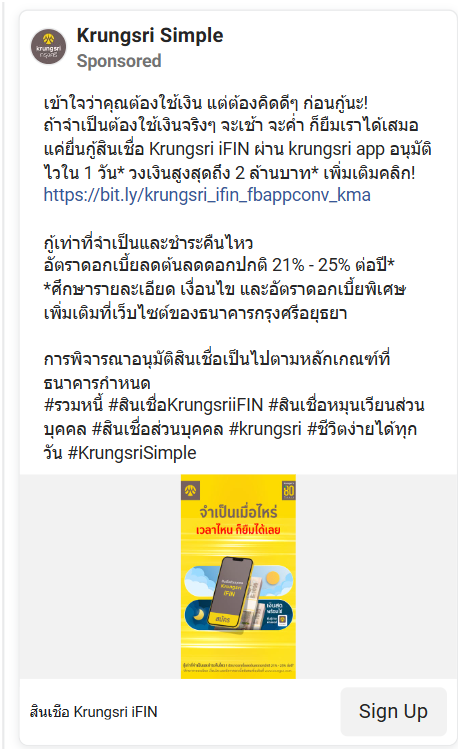 krungsri
กรุงศรี
Krungsri Simple
Sponsored
เข้าใจว่าคุณต้องใช้เงิน แต่ต้องคิดดีๆ ก่อนกู้นะ!
ถ้าจำเป็นต้องใช้เงินจริงๆ จะเช้า จะค่ำ ก็ยืมเราได้เสมอ
แค่ยื่นกู้สินเชื่อ Krungsri iFIN ผ่าน krungsri app อนุมัติ
ไวใน 1 วัน* วงเงินสูงสุดถึง 2 ล้านบาท* เพิ่มเติมคลิก!
https://bit.ly/krungsri_ifin_fbappconv_kma
กู้เท่าที่จำเป็นและชำระคืนไหว
อัตราดอกเบี้ยลดต้นลดดอกปกติ 21% - 25% ต่อปี*
*ศึกษารายละเอียด เงื่อนไข และอัตราดอกเบี้ยพิเศษ
เพิ่มเติมที่เว็บไซต์ของธนาคารกรุงศรีอยุธยา
การพิจารณาอนุมัติสินเชื่อเป็นไปตามหลักเกณฑ์ที่
ธนาคารกำหนด
#รวมหนี้ #สินเชื่อKrungsriiFIN #สินเชื่อหมุนเวียนส่วน
บุคคล #สินเชื่อส่วนบุคคล #krungsri #ชีวิตง่ายได้ทุก
วัน #KrungsriSimple
80
จำเป็นเมื่อไหร่
เวลาไหน ก็ยืมได้เลย
Krungsri
iFIN
สมัคร
สินเชื่อ Krungsri iFIN
Sign Up